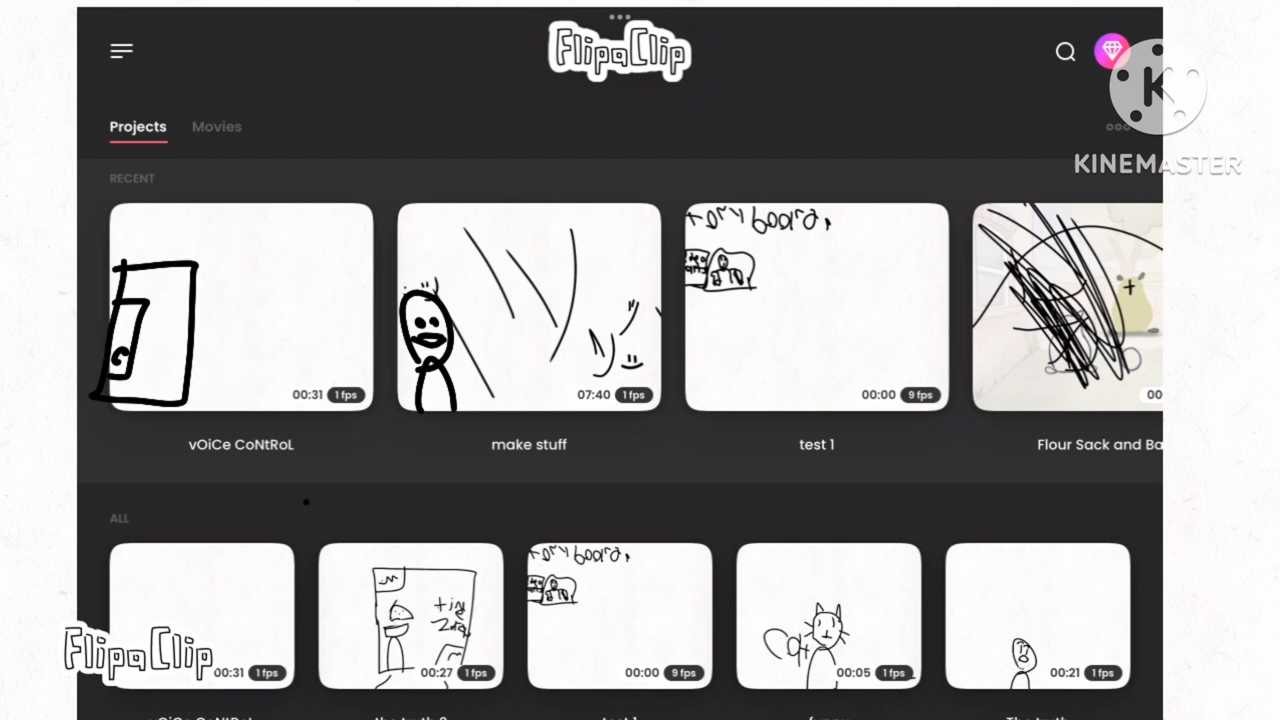 FlipaClip
Projects Movies
KINEMASTER
RECENT
00:31 1 fps
07:40 1 fps
00:00 9 fps
00
vOiCe CoNtRoL
make stuff
test 1
Flour Sack and Ba
ALL
FlipaClip
00:31 1 fps
00:27 1 fps
00:00 9 fps
00:05 1 fps
00:21 1 fps